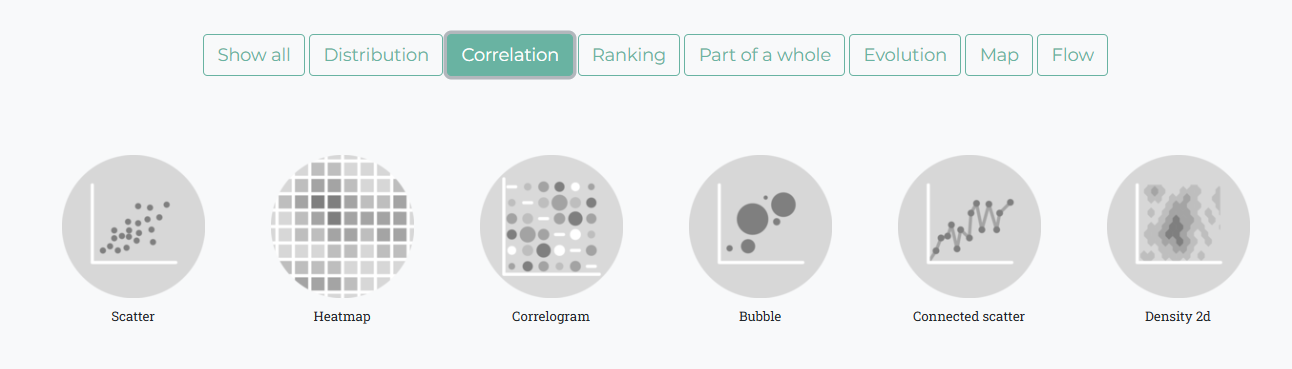 Show all Distribution Correlation Ranking Part of a whole Evolution Map Flow
Scatter Heatmap Correlogram Bubble Connected scatter Density 2d